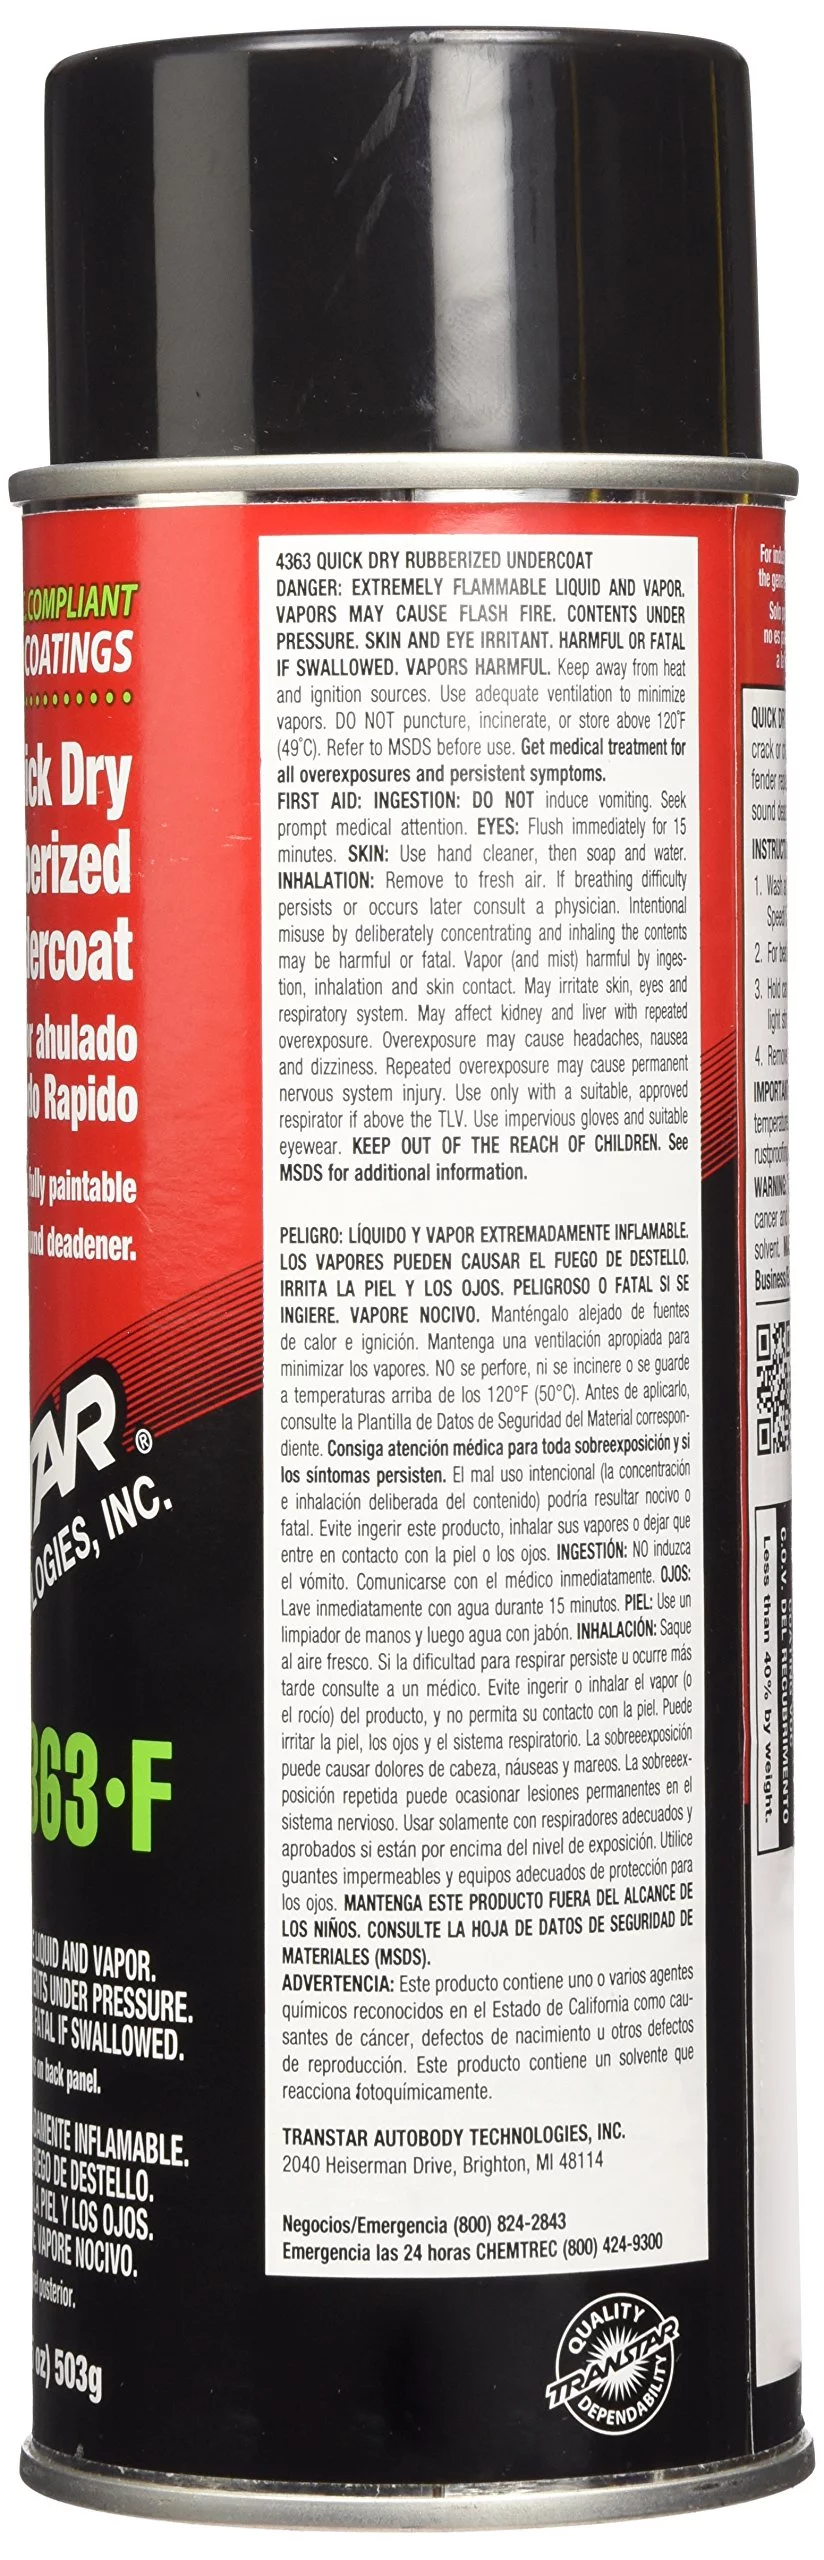 COMPLIANT
COATINGS
Dry
ahulado
Rapido
fully paintable
deadener.
®
INC.
363•F
LIQUID AND VAPOR.
UNDER PRESSURE.
FATAL IF SWALLOWED.
on back panel.
INFLAMABLE.
DE DESTELLO.
PIEL Y LOS OJOS.
VAPORE NOCIVO.
posterior.
oz) 503g
4363 QUICK DRY RUBBERIZED UNDERCOAT
DANGER: EXTREMELY FLAMMABLE LIQUID AND VAPOR.
VAPORS MAY CAUSE FLASH FIRE. CONTENTS UNDER
PRESSURE. SKIN AND EYE IRRITANT. HARMFUL OR FATAL
IF SWALLOWED. VAPORS HARMFUL. Keep away from heat
and ignition sources. Use adequate ventilation to minimize
vapors. DO NOT puncture, incinerate, or store above 120°F
(49°C). Refer to MSDS before use. Get medical treatment for
all overexposures and persistent symptoms.
FIRST AID: INGESTION: DO NOT induce vomiting. Seek
prompt medical attention. EYES: Flush immediately for 15
minutes. SKIN: Use hand cleaner, then soap and water.
INHALATION: Remove to fresh air. If breathing difficulty
persists or occurs later consult a physician. Intentional
misuse by deliberately concentrating and inhaling the contents
may be harmful or fatal. Vapor (and mist) harmful by inges-
tion, inhalation and skin contact. May irritate skin, eyes and
respiratory system. May affect kidney and liver with repeated
overexposure. Overexposure may cause headaches, nausea
and dizziness. Repeated overexposure may cause permanent
nervous system injury. Use only with a suitable, approved
respirator if above the TLV. Use impervious gloves and suitable
eyewear. KEEP OUT OF THE REACH OF CHILDREN. See
MSDS for additional information.
PELIGRO: LÍQUIDO Y VAPOR EXTREMADAMENTE INFLAMABLE.
LOS VAPORES PUEDEN CAUSAR EL FUEGO DE DESTELLO.
IRRITA LA PIEL Y LOS OJOS. PELIGROSO O FATAL SI SE
INGIERE. VAPORE NOCIVO. Manténgalo alejado de fuentes
de calor e ignición. Mantenga una ventilación apropiada para
minimizar los vapores. NO se perfore, ni se incinere o se guarde
a temperaturas arriba de los 120°F (50°C). Antes de aplicarlo,
consulte la Plantilla de Datos de Seguridad del Material correspon-
diente. Consiga atención médica para toda sobreexposición y si
los síntomas persisten. El mal uso intencional (la concentración
e inhalación deliberada del contenido) podría resultar nocivo o
fatal. Evite ingerir este producto, inhalar sus vapores o dejar que
entre en contacto con la piel o los ojos. INGESTIÓN: NO induzca
el vómito. Comunicarse con el médico inmediatamente. OJOS:
Lave inmediatamente con agua durante 15 minutos. PIEL: Use un
limpiador de manos y luego agua con jabón. INHALACIÓN: Saque
al aire fresco. Si la dificultad para respirar persiste u ocurre más
tarde consulte a un médico. Evite ingerir o inhalar el vapor (o
el rocío) del producto, y no permita su contacto con la piel. Puede
irritar la piel, los ojos y el sistema respiratorio. La sobreeexposición
puede causar dolores de cabeza, náuseas y mareos. La sobreeex-
posición repetida puede ocasionar lesiones permanentes en el
sistema nervioso. Usar solamente con respiradores adecuados y
aprobados si están por encima del nivel de exposición. Utilice
guantes impermeables y equipos adecuados de protección para
los ojos. MANTENGA ESTE PRODUCTO FUERA DEL ALCANCE DE
LOS NIÑOS. CONSULTE LA HOJA DE DATOS DE SEGURIDAD DE
MATERIALES (MSDS).
ADVERTENCIA: Este producto contiene uno o varios agentes
químicos reconocidos en el Estado de California como cau-
santes de cáncer, defectos de nacimiento u otros defectos
de reproducción. Este producto contiene un solvente que
reacciona fotoquímicamente.
TRANSTAR AUTOBODY TECHNOLOGIES, INC.
2040 Heiserman Drive, Brighton, MI 48114
Negocios/Emergencia (800) 824-2843
Emergencia las 24 horas CHEMTREC (800) 424-9300
QUALITY
TRANSTAR
DEPENDABILITY
For
the
QUICK
crack or
fender
sound
1. Wash
2. For
3. Hold
light
4.
cancer and
solvent.
Business
C.O.V. DEL RECUBRIMIENTO
Less than 40% by weight.